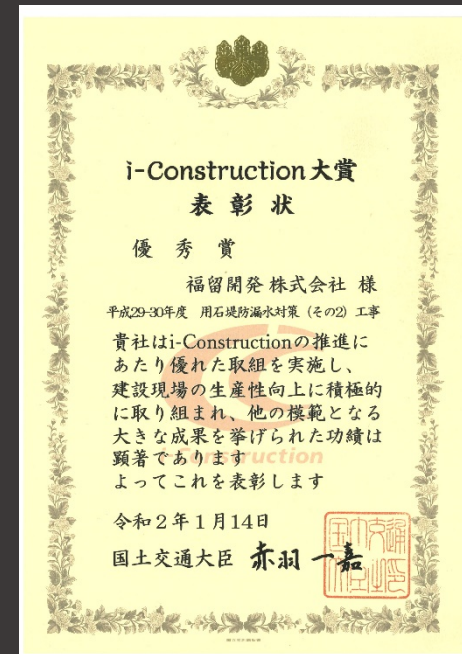 i-Construction大賞
表彰状
優秀賞
福留開発株式会社 様
平成29-30年度 用石堤防漏水対策（その2）工事
貴社はi-Constructionの推進に
あたり優れた取組を実施し、
建設現場の生産性向上に積極的
に取り組まれ、他の模範となる
大きな成果を挙げられた功績は
顕著であります
よってこれを表彰します
令和2年1月14日
国土交通大臣 赤羽一嘉